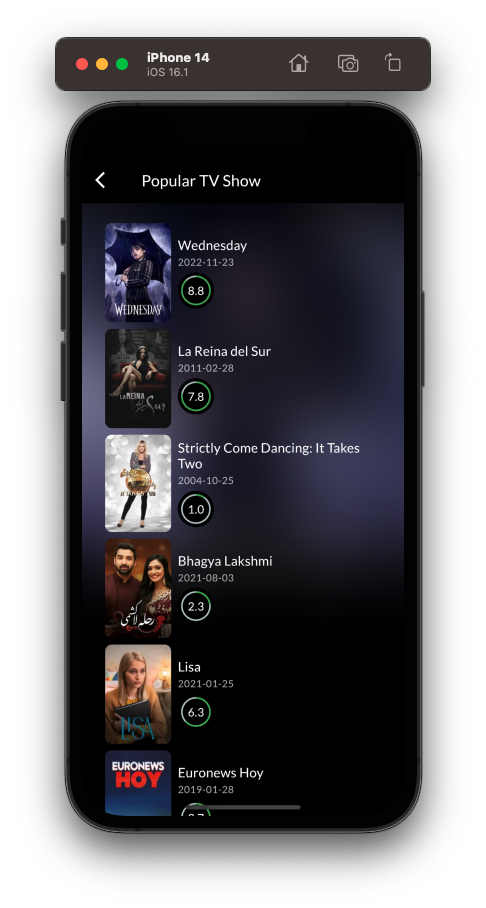 iPhone 14
iOS 16.1
Popular TV Show
Wednesday
2022-11-23
8.8
WEDNESDAY
La Reina del Sur
2011-02-28
7.8
LA REINA
del Sur
Strictly Come Dancing: It Takes
Two
2004-10-25
1.0
IT TAKES TWO
Bhagya Lakshmi
2021-08-03
2.3
Lisa
2021-01-25
6.3
LISA
EURONEWS
HOY
Euronews Hoy
2019-01-28